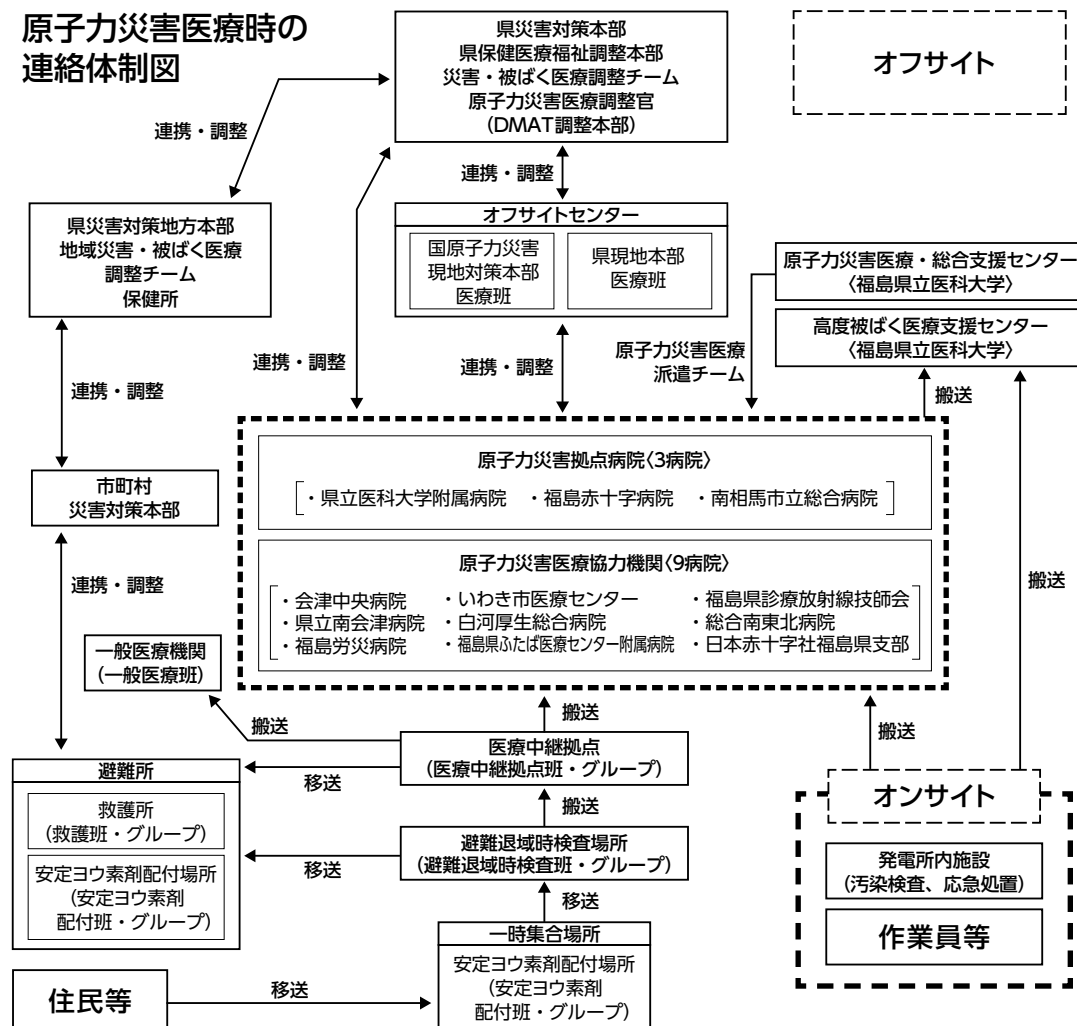 原子力災害医療時の
連絡体制図
県災害対策本部
県保健医療福祉調整本部
災害・被ばく医療調整チーム
原子力災害医療調整官
(DMAT調整本部)
オフサイト
連携・調整
連携・調整
県災害対策地方本部
地域災害・被ばく医療
調整チーム
保健所
オフサイトセンター
国原子力災害
現地対策本部
医療班
県現地本部
医療班
原子力災害医療・総合支援センター
〈福島県立医科大学〉
高度被ばく医療支援センター
〈福島県立医科大学〉
連携・調整
連携・調整
連携・調整
原子力災害医療
派遣チーム
搬送
原子力災害拠点病院〈3病院〉
・県立医科大学附属病院 ・福島赤十字病院 ・南相馬市立総合病院
市町村
災害対策本部
原子力災害医療協力機関〈9病院〉
・会津中央病院 ・いわき市医療センター ・福島県診療放射線技師会
・県立南会津病院 ・白河厚生総合病院 ・総合南東北病院
・福島労災病院 ・福島県ふたば医療センター附属病院 ・日本赤十字社福島県支部
連携・調整
搬送
一般医療機関
(一般医療班)
搬送
搬送
搬送
医療中継拠点
(医療中継拠点班・グループ)
移送
避難所
救護所
(救護班・グループ)
安定ヨウ素剤配付場所
(安定ヨウ素剤
配付班・グループ)
搬送
避難退域時検査場所
(避難退域時検査班・グループ)
移送
移送
一時集合場所
安定ヨウ素剤配付場所
(安定ヨウ素剤
配付班・グループ)
住民等
移送
オンサイト
発電所内施設
(汚染検査、応急処置)
作業員等